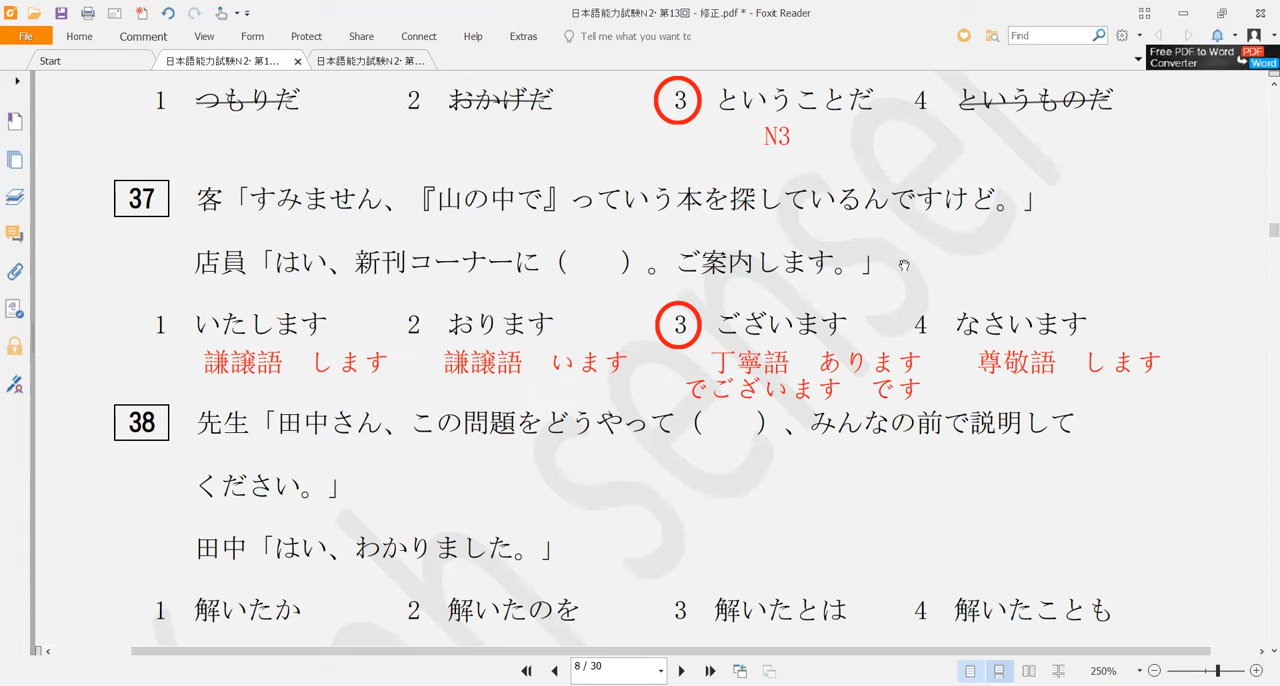 日本語能力試験N2· 第13回 - 修正.pdf * - Foxit Reader
File Home Comment View Form Protect Share Connect Help Extras Tell me what you want to Find
Free PDF to Word Converter PDF Word
Start 日本語能力試験N2· 第1... 日本語能力試験N2· 第...
1 つもりだ 2 おかげだ 3 ということだ 4 というものだ
N3
37 客「すみません、『山の中で』っていう本を探しているんですけど。」
店員「はい、新刊コーナーに( )。ご案内します。」
1 いたします 2 おります 3 ございます 4 なさいます
謙譲語 します 謙譲語 います 丁寧語 あります 尊敬語 します
でございます です
38 先生「田中さん、この問題をどうやって( )、みんなの前で説明して
ください。」
田中「はい、わかりました。」
1 解いたか 2 解いたのを 3 解いたとは 4 解いたことも
8 / 30 250%